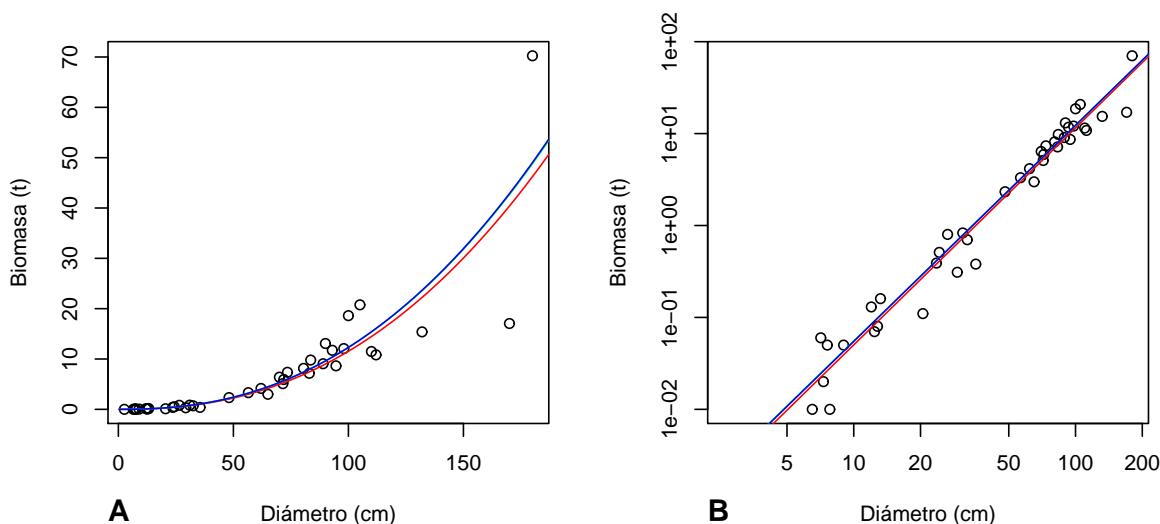 70
60
50
40
30
20
10
0
Biomasa (t)
0 50 100 150
A Diámetro (cm)
1e+02
1e+01
1e+00
1e−01
1e−02
Biomasa (t)
5 10 20 50 100 200
B Diámetro (cm)